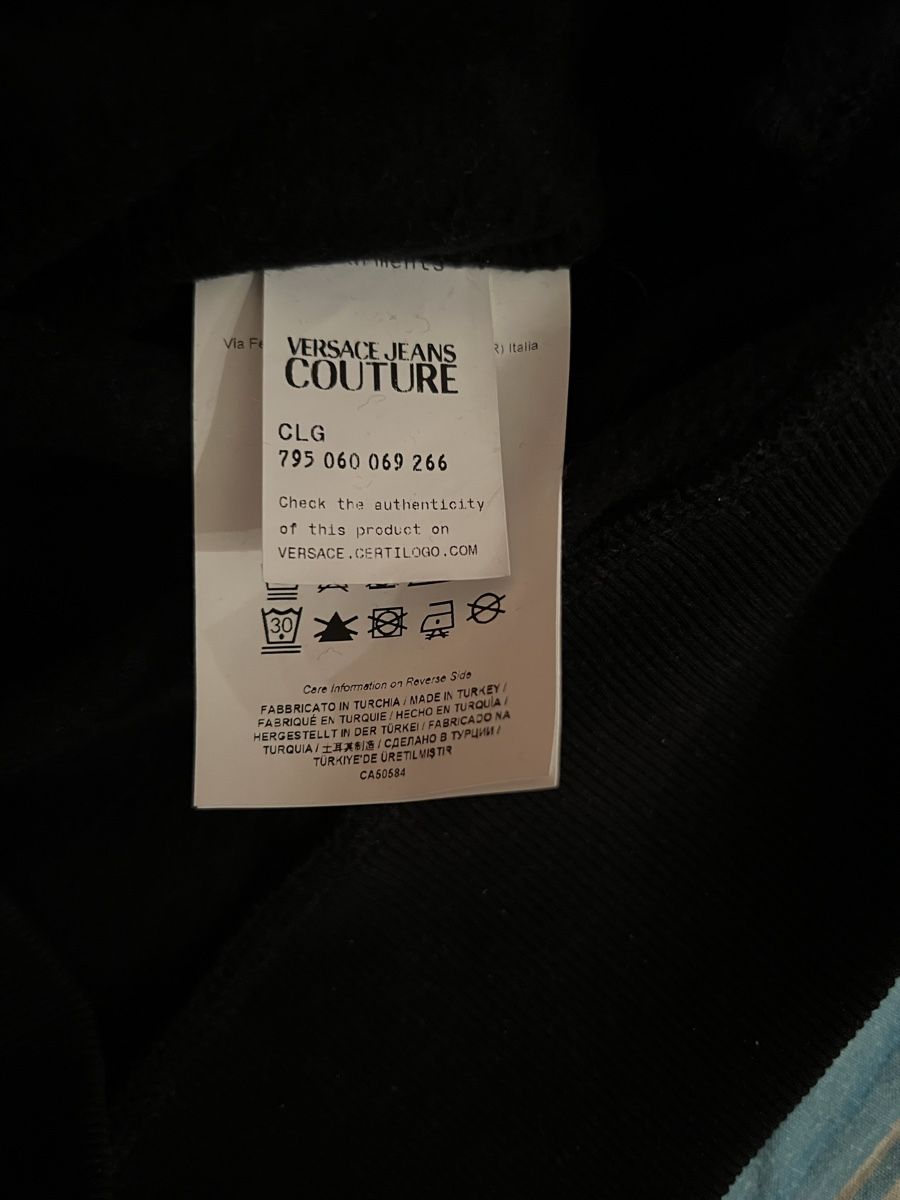 Via
R) Italia
VERSACE JEANS
COUTURE
CLG
795 060 069 266
Check the authenticity
of this product on
VERSACE.CERTILOGO.COM
30
Care Information on Reverse Side
FABBRICATO IN TURCHIA / MADE IN TURKEY /
FABRIQUÉ EN TURQUIE / HECHO EN TURQUÍA /
HERGESTELLT IN DER TÜRKEI / FABRICADO NA
TURQUIA / 土耳其制造 / СДЕЛАНО В ТУРЦИИ /
TÜRKİYE'DE ÜRETİLMİŞTİR
CA50584